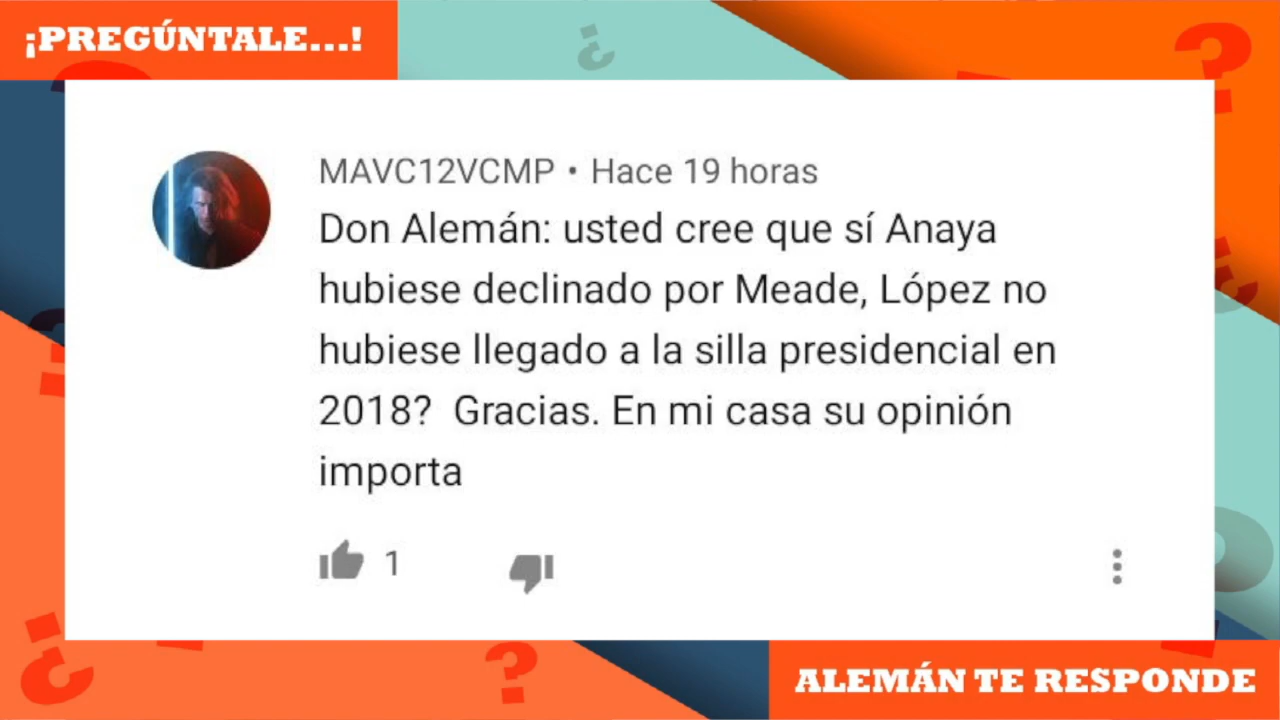 ¡PREGÚNTALE...!
MAVC12VCMP • Hace 19 horas
Don Alemán: usted cree que sí Anaya
hubiese declinado por Meade, López no
hubiese llegado a la silla presidencial en
2018?  Gracias. En mi casa su opinión
importa
1
ALEMÁN TE RESPONDE